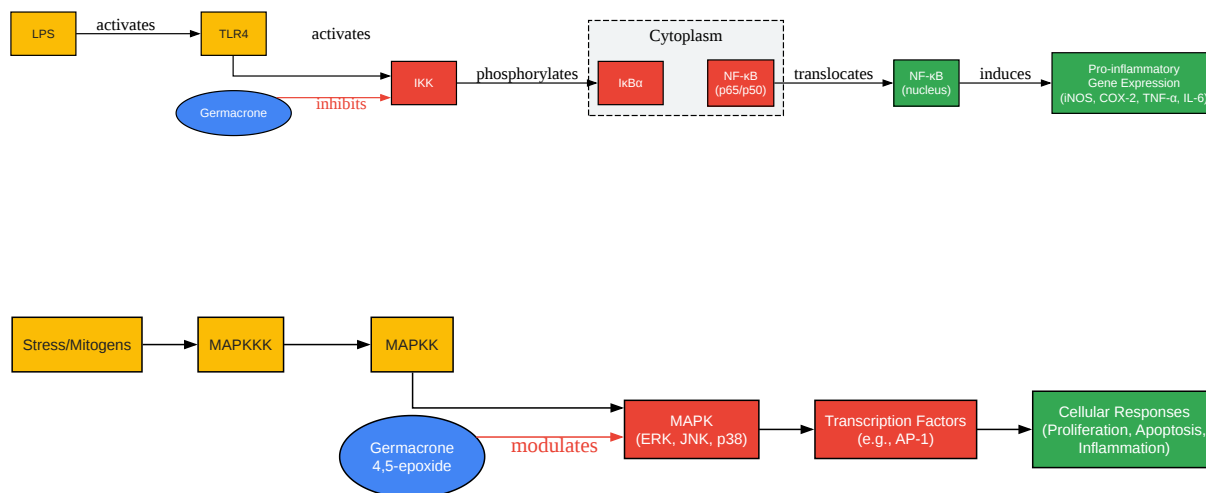 LPS
activates
TLR4
activates
Germacrone
inhibits
IKK
phosphorylates
Cytoplasm
IκBα
NF-κB
(p65/p50)
translocates
NF-κB
(nucleus)
induces
Pro-inflammatory
Gene Expression
(iNOS, COX-2, TNF-α, IL-6)
Stress/Mitogens
MAPKKK
MAPKK
Germacrone
4,5-epoxide
modulates
MAPK
(ERK, JNK, p38)
Transcription Factors
(e.g., AP-1)
Cellular Responses
(Proliferation, Apoptosis,
Inflammation)